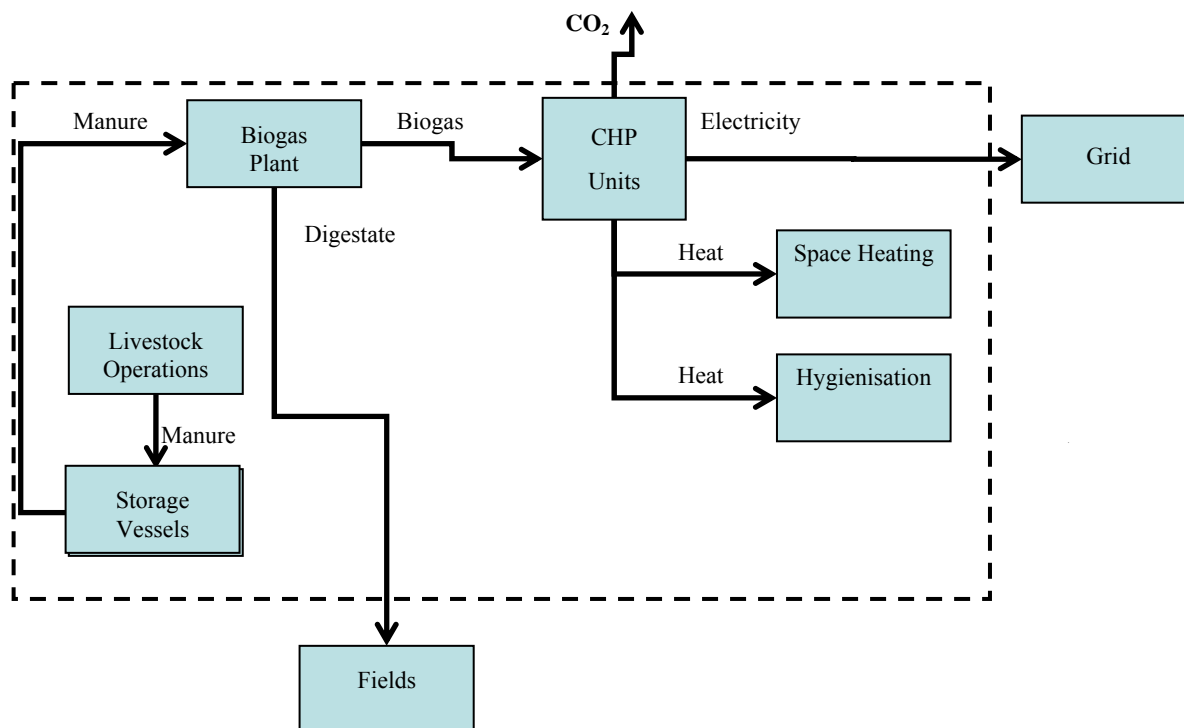 CO₂
Manure
Biogas
Plant
Biogas
CHP
Units
Electricity
Grid
Digestate
Heat
Space Heating
Livestock
Operations
Heat
Hygienisation
Manure
Storage
Vessels
Fields